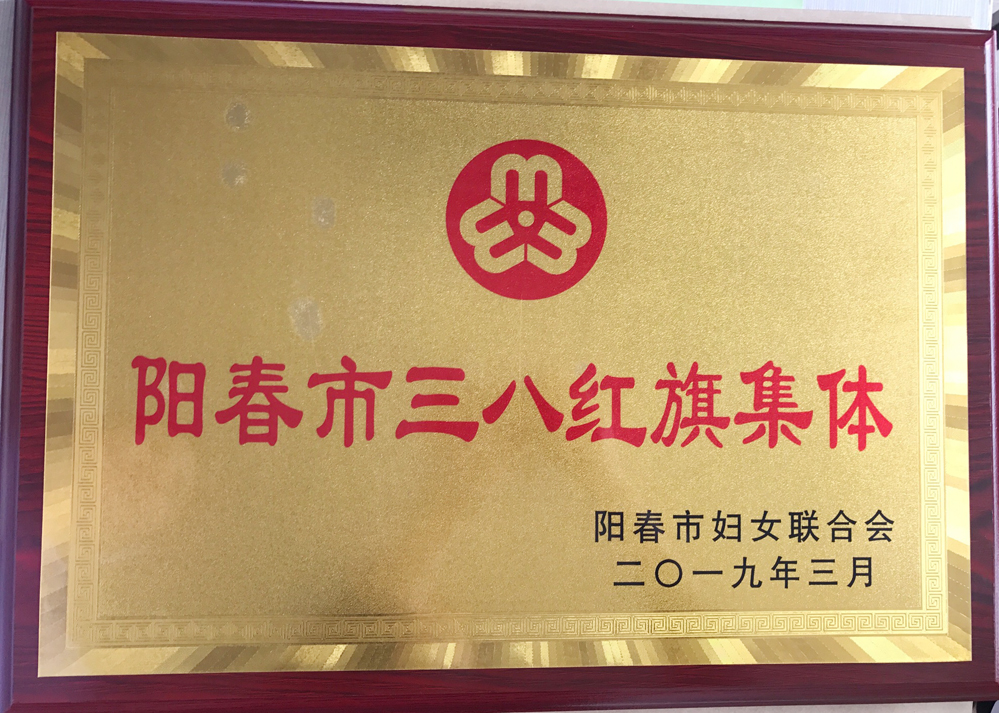 阳春市三八红旗集体
阳春市妇女联合会
二〇一九年三月